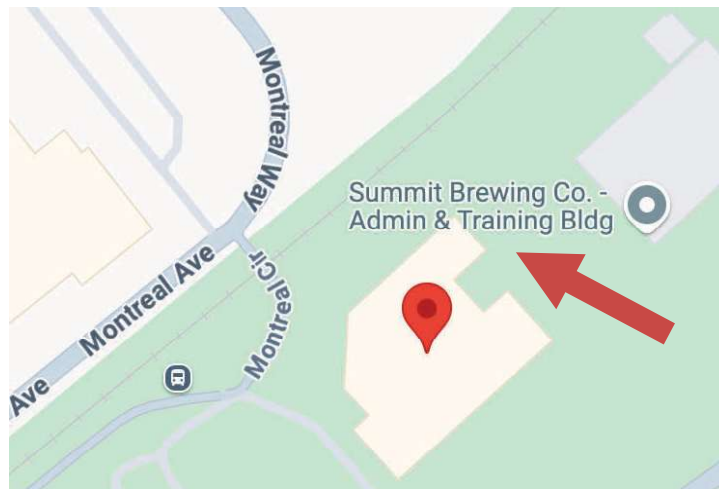 Montreal Way
Summit Brewing Co. -
Admin & Training Bldg
Montreal Ave
Montreal Cir
Ave